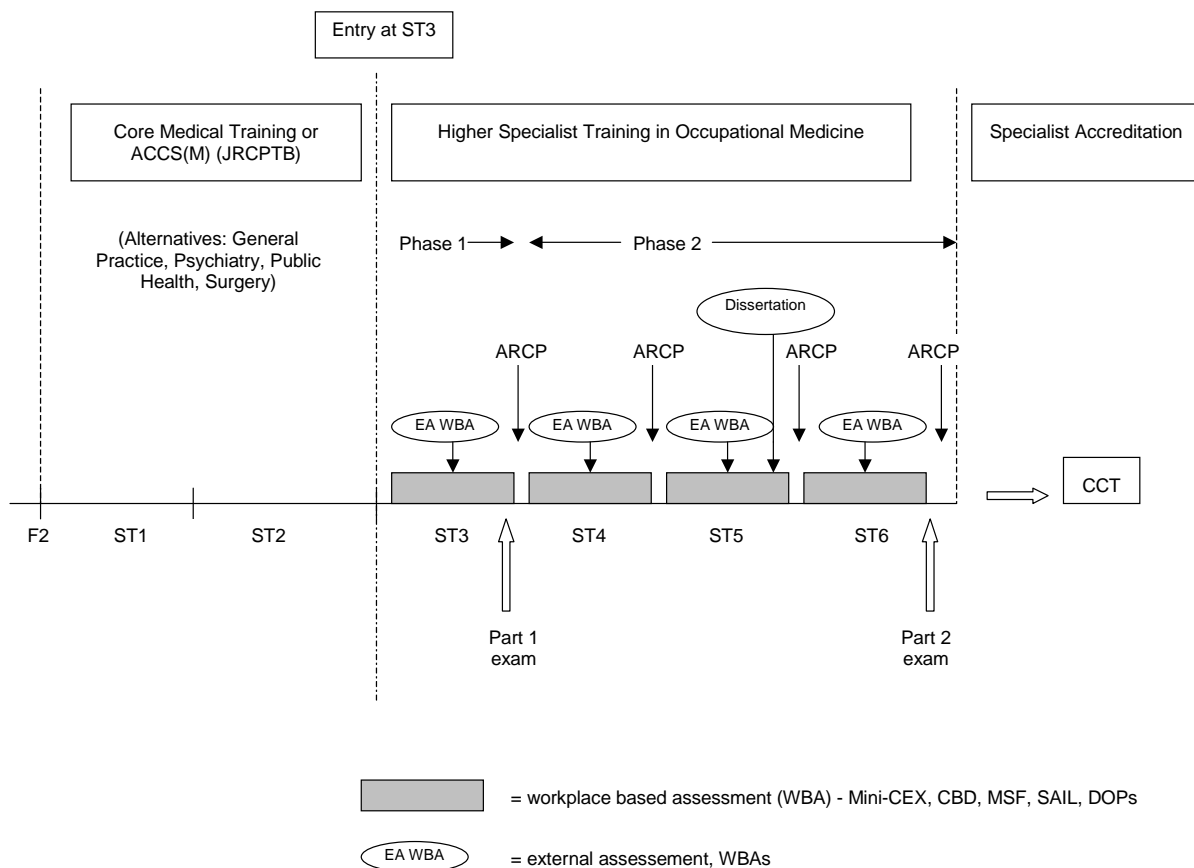 Entry at ST3
Core Medical Training or
ACCS(M) (JRCPTB)
Higher Specialist Training in Occupational Medicine
Specialist Accreditation
(Alternatives: General
Practice, Psychiatry, Public
Health, Surgery)
Phase 1
Phase 2
Dissertation
ARCP
ARCP
ARCP
ARCP
EA WBA
EA WBA
EA WBA
EA WBA
CCT
F2
ST1
ST2
ST3
ST4
ST5
ST6
Part 1
exam
Part 2
exam
= workplace based assessment (WBA) - Mini-CEX, CBD, MSF, SAIL, DOPs
EA WBA
= external assessement, WBAs